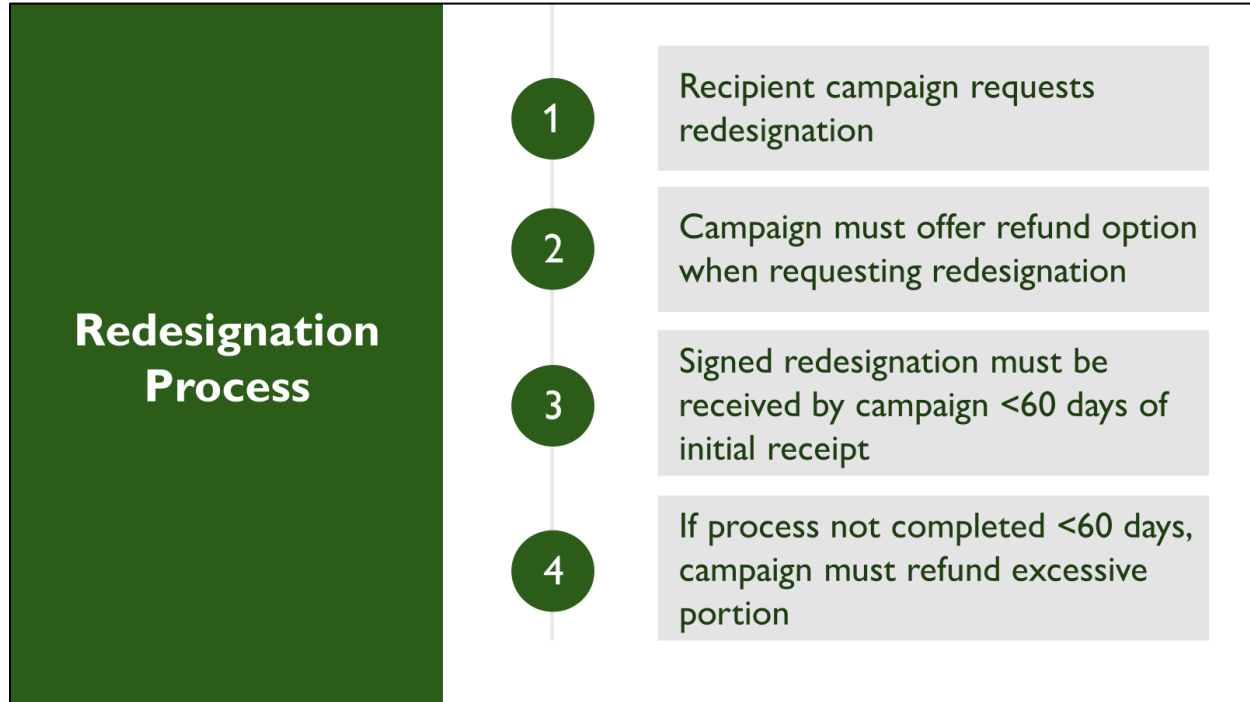 Redesignation
Process
1
Recipient campaign requests
redesignation
2
Campaign must offer refund option
when requesting redesignation
3
Signed redesignation must be
received by campaign <60 days of
initial receipt
4
If process not completed <60 days,
campaign must refund excessive
portion